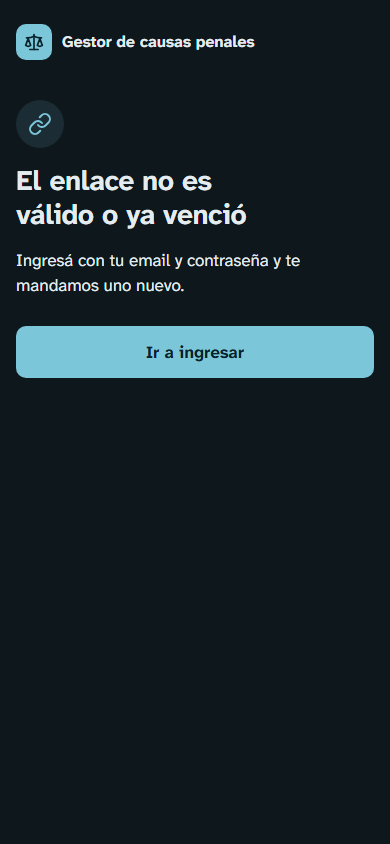 Gestor de causas penales
El enlace no es
válido o ya venció
Ingresá con tu email y contraseña y te
mandamos uno nuevo.
Ir a ingresar